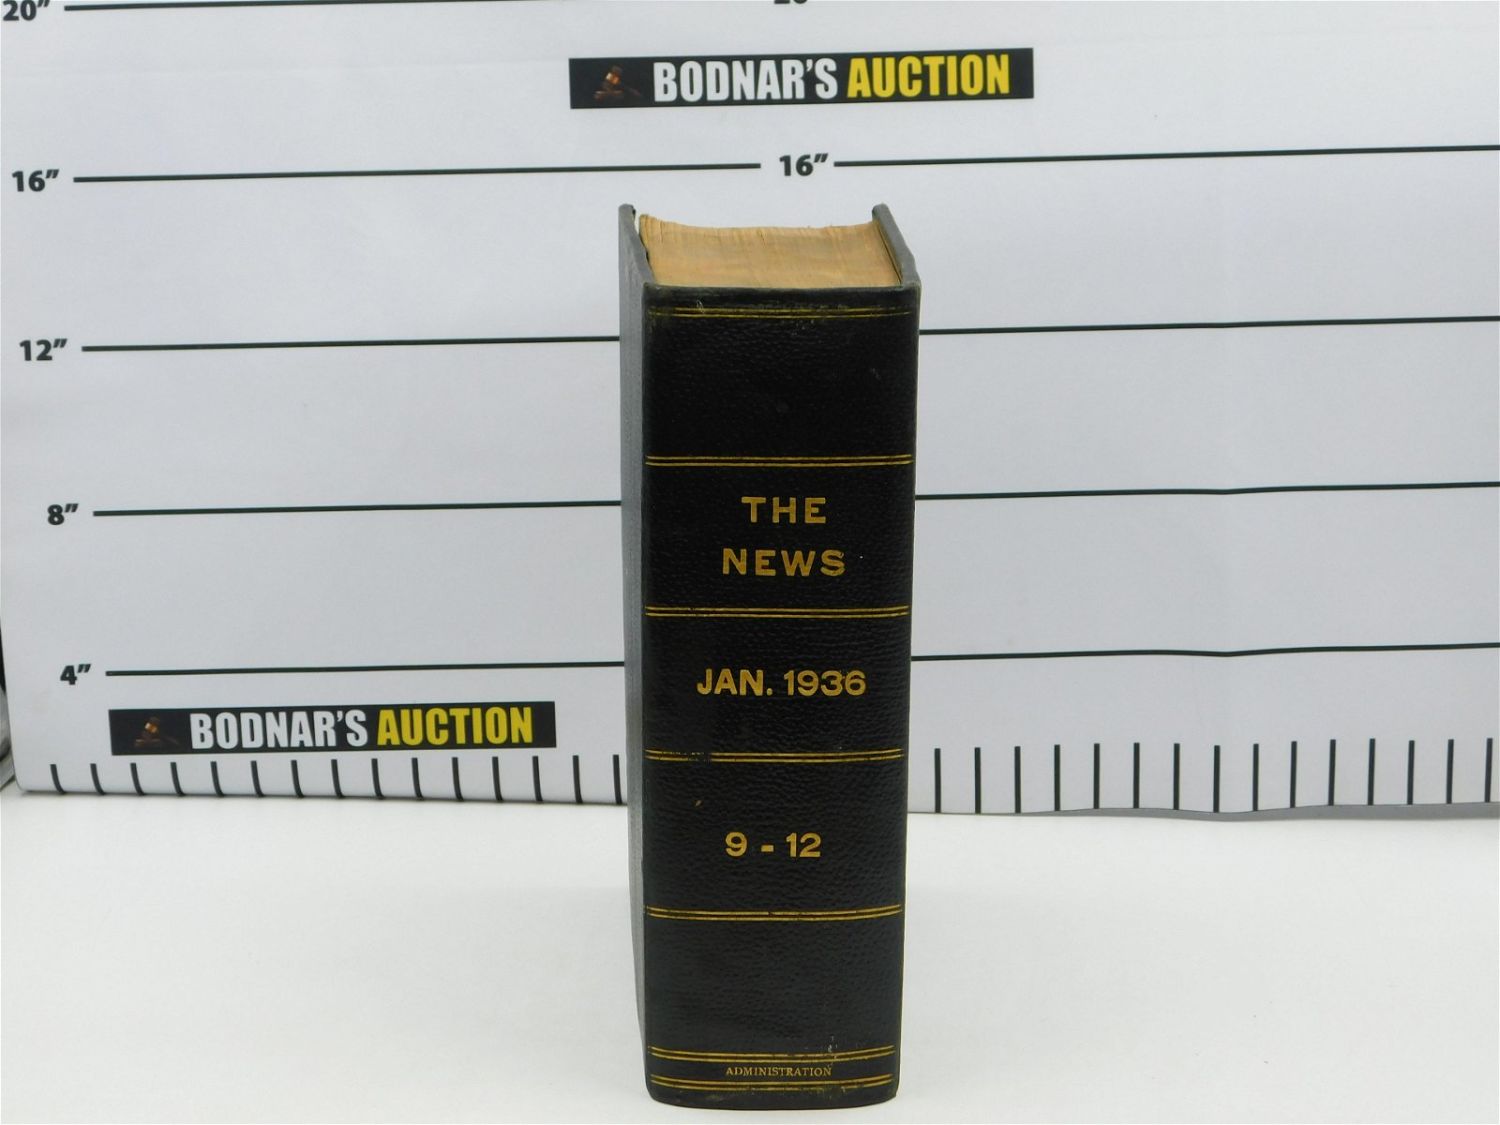 20"
BODNAR'S AUCTION
16"
16"
12"
8"
THE
NEWS
4"
JAN. 1936
BODNAR'S AUCTION
9 - 12
ADMINISTRATION